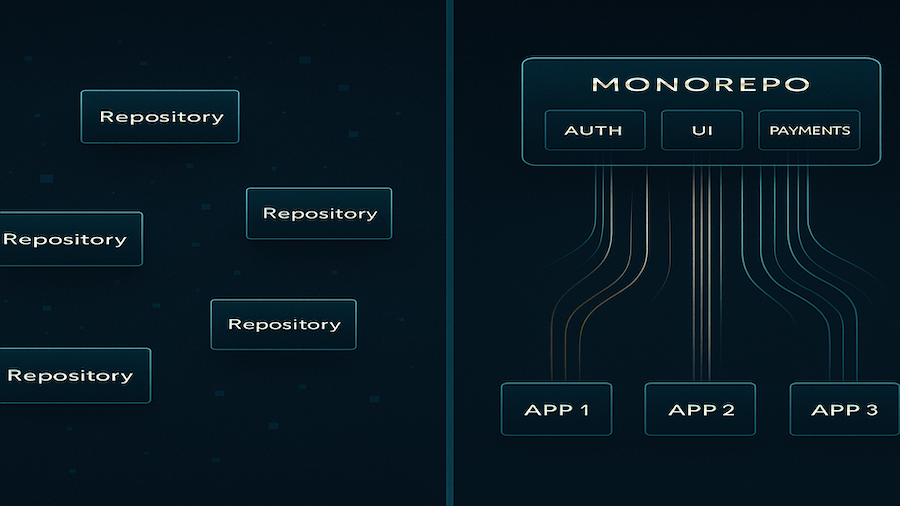 Repository
Repository
Repository
Repository
Repository
MONOREPO
AUTH
UI
PAYMENTS
APP 1
APP 2
APP 3